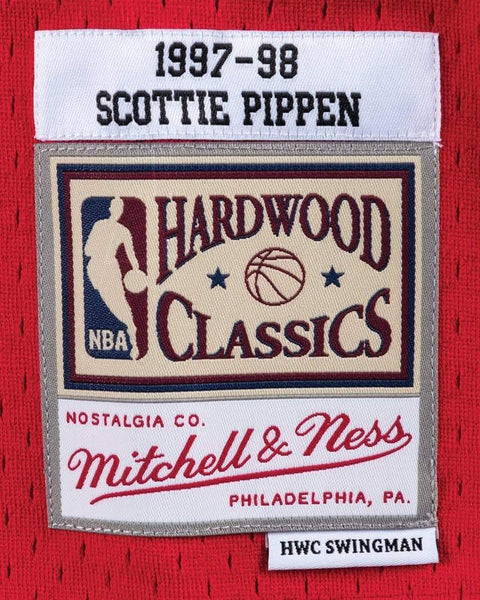 1997-98
SCOTTIE PIPPEN
HARDWOOD
CLASSICS
NBA
NOSTALGIA CO.
Mitchell & Ness
PHILADELPHIA, PA.
HWC SWINGMAN